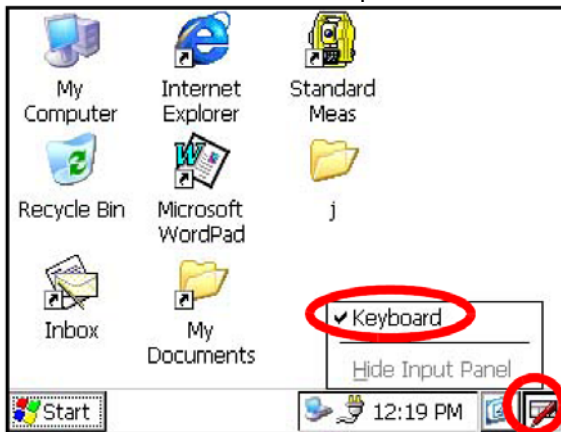 My
Computer
Internet
Explorer
Standard
Meas
Recycle Bin
Microsoft
WordPad
j
Inbox
My
Documents
Keyboard
Hide Input Panel
Start
12:19 PM